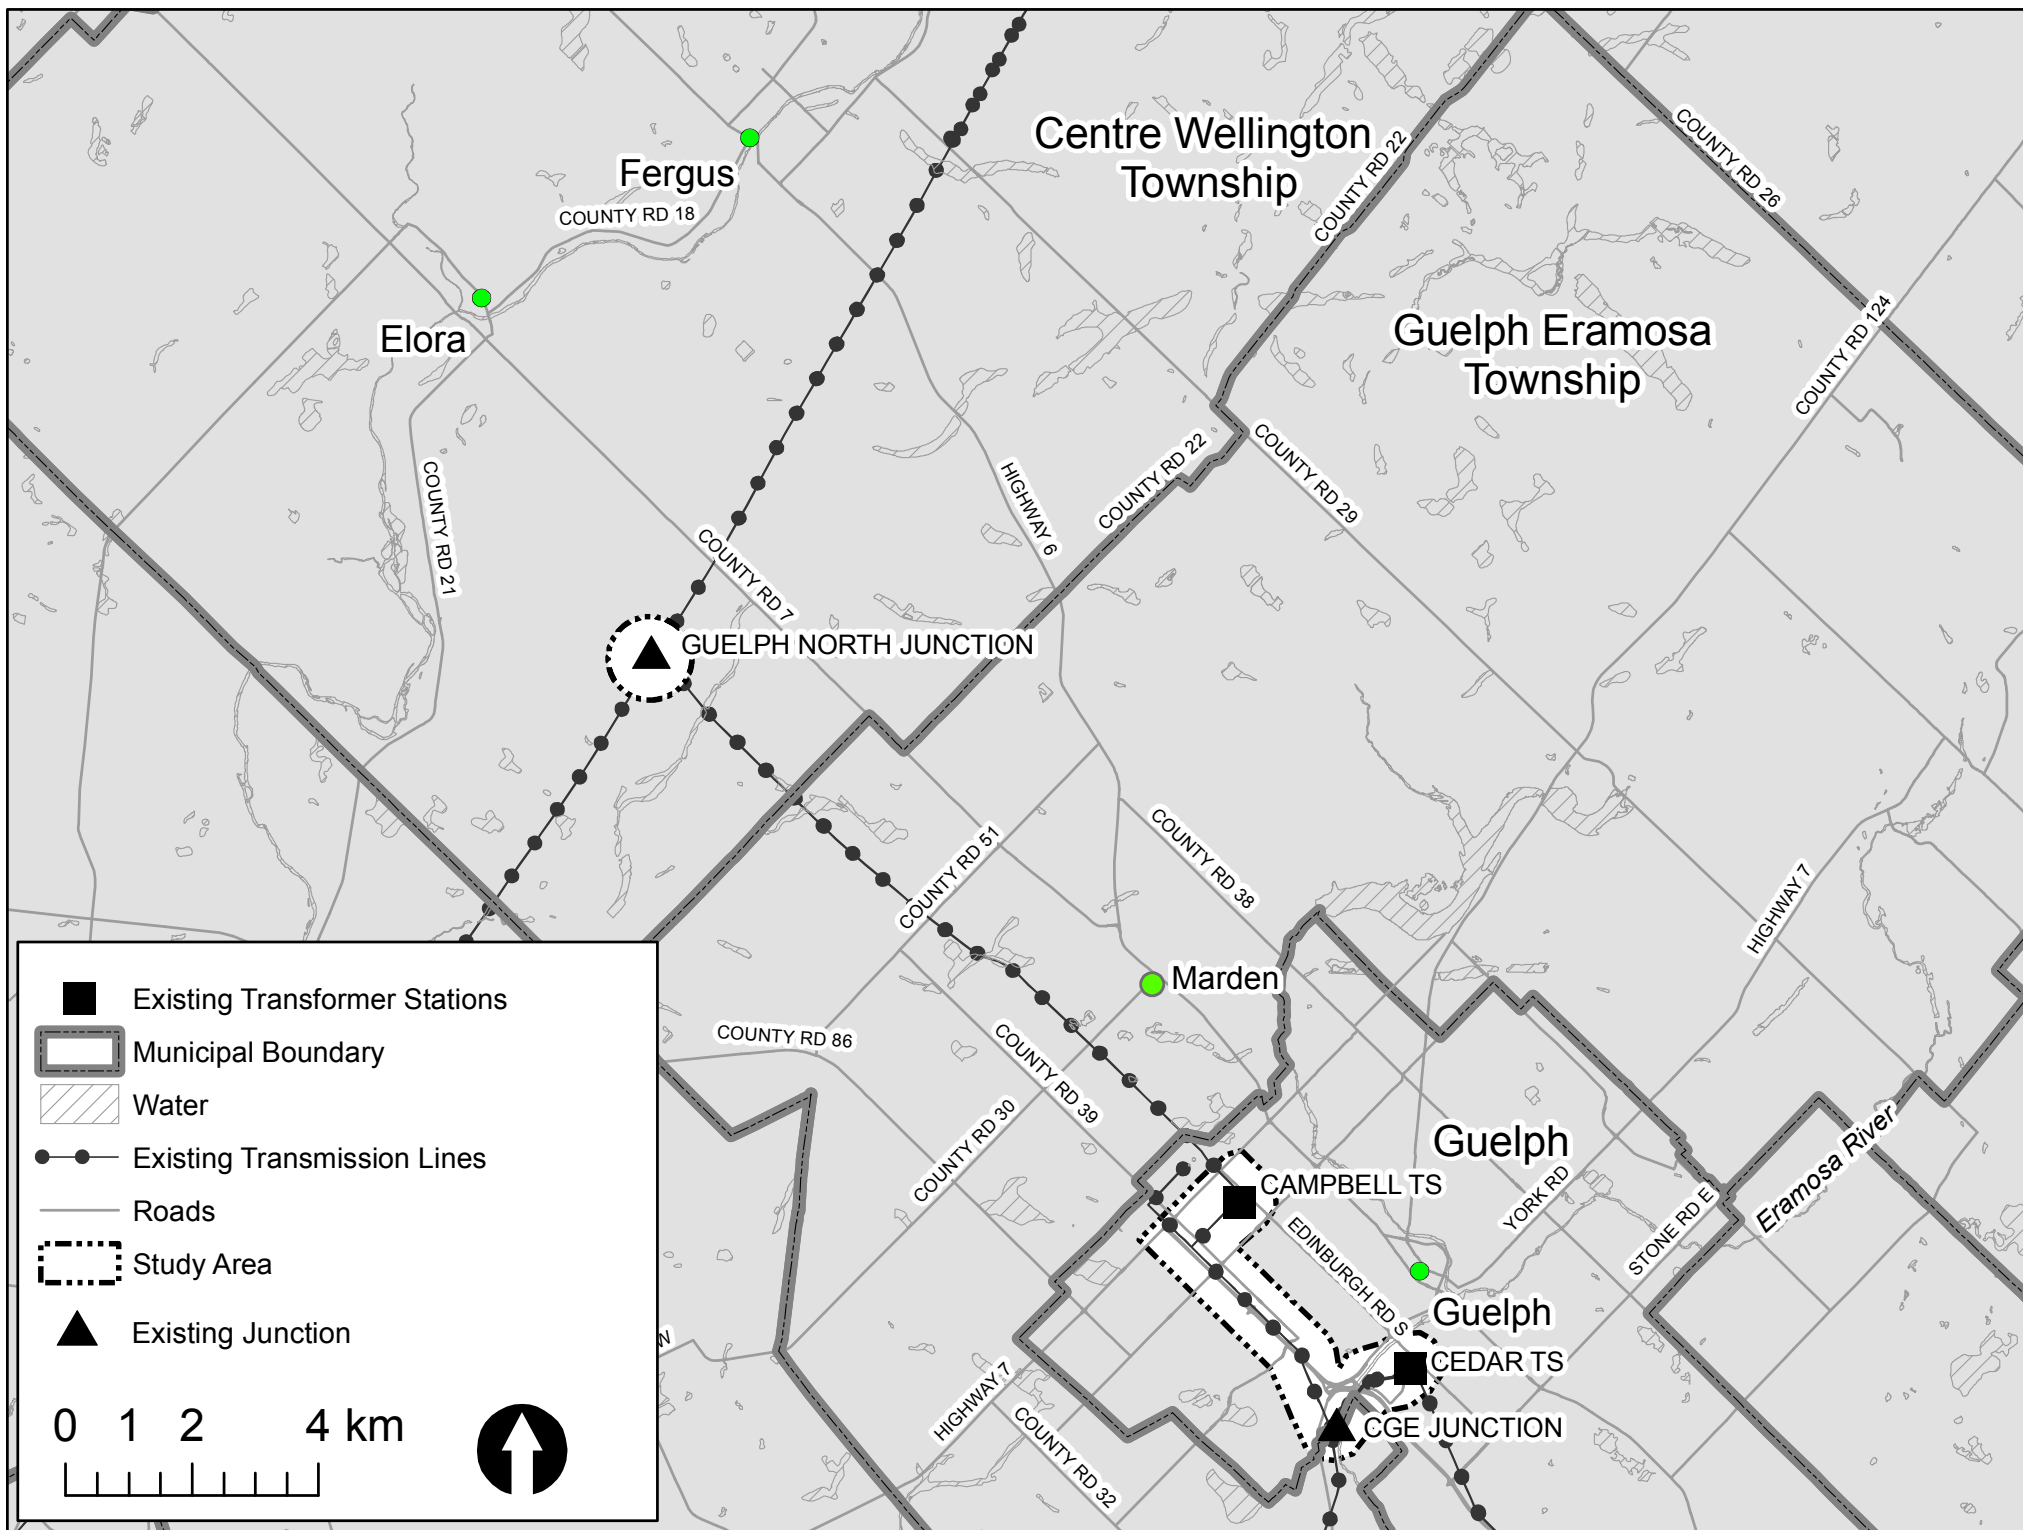 Centre Wellington
Township
COUNTY RD 22
COUNTY RD 26
Fergus
COUNTY RD 18
Elora
Guelph Eramosa
Township
COUNTY RD 124
COUNTY RD 21
HIGHWAY 6
COUNTY RD 22
COUNTY RD 29
COUNTY RD 7
GUELPH NORTH JUNCTION
COUNTY RD 51
COUNTY RD 38
HIGHWAY 7
Marden
COUNTY RD 86
COUNTY RD 39
COUNTY RD 30
Guelph
CAMPBELL TS
YORK RD
STONE RD E
Eramosa River
EDINBURGH RD S
Guelph
CEDAR TS
CGE JUNCTION
HIGHWAY 7
COUNTY RD 32
W
Existing Transformer Stations
Municipal Boundary
Water
Existing Transmission Lines
Roads
Study Area
Existing Junction
0 1 2 4 km